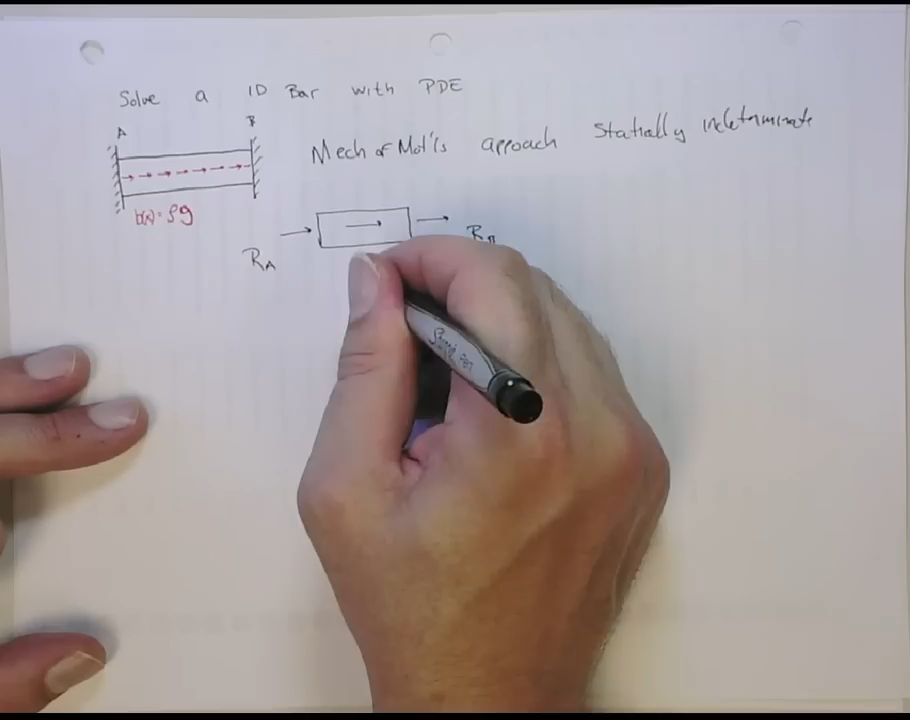 Solve a 1D Bar with PDE
A B
Mech of Mat'ls approach Statically indeterminate
b(x) = ρg
R_A R_B